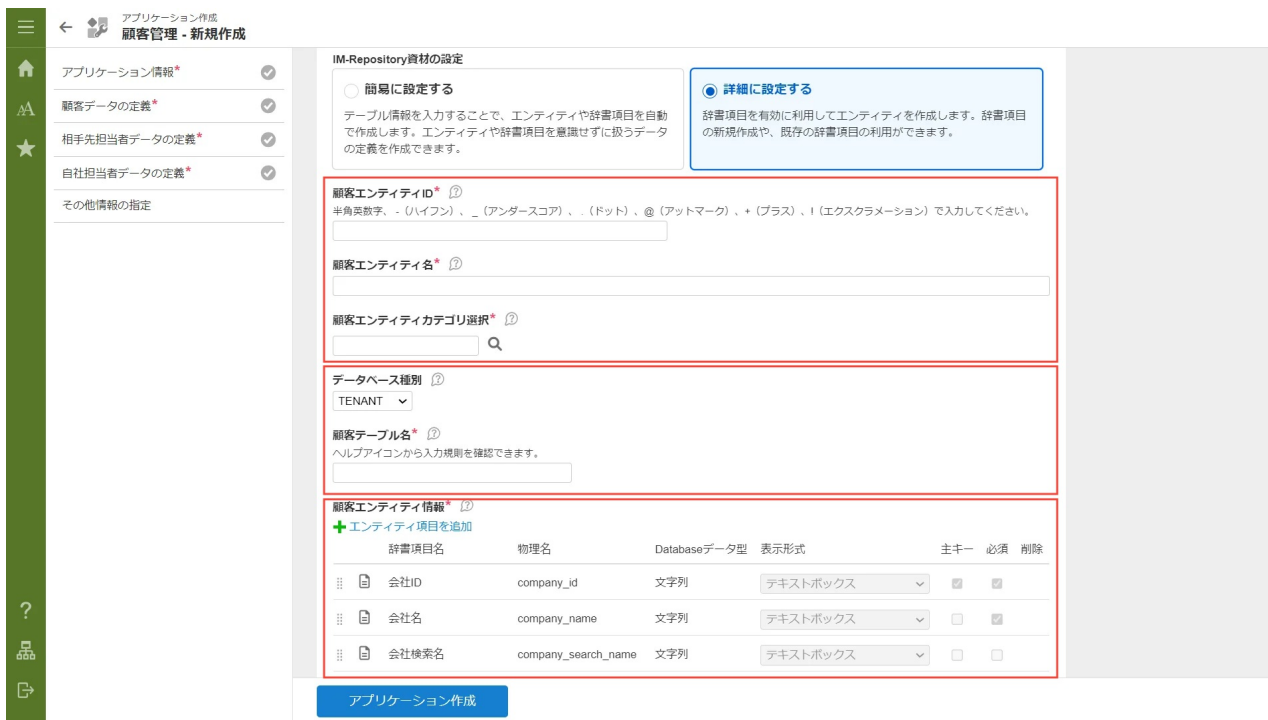 アプリケーション作成
顧客管理 - 新規作成
アプリケーション情報*
顧客データの定義*
相手先担当者データの定義*
自社担当者データの定義*
その他情報の指定
IM-Repository資材の設定
簡易に設定する
テーブル情報を入力することで、エンティティや辞書項目を自動
で作成します。エンティティや辞書項目を意識せずに扱うデータ
の定義を作成できます。
詳細に設定する
辞書項目を有効に利用してエンティティを作成します。辞書項目
の新規作成や、既存の辞書項目の利用ができます。
顧客エンティティID*
半角英数字、 - （ハイフン）、 _ （アンダースコア）、 . （ドット）、@（アットマーク）、+（プラス）、!（エクスクラメーション）で入力してください。
顧客エンティティ名*
顧客エンティティカテゴリ選択*
データベース種別
TENANT
顧客テーブル名*
ヘルプアイコンから入力規則を確認できます。
顧客エンティティ情報*
エンティティ項目を追加
辞書項目名 物理名 Databaseデータ型 表示形式 主キー 必須 削除
会社ID company_id 文字列 テキストボックス
会社名 company_name 文字列 テキストボックス
会社検索名 company_search_name 文字列 テキストボックス
アプリケーション作成